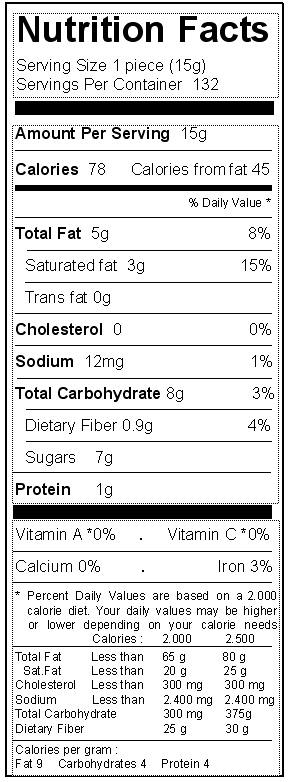 Nutrition Facts
Serving Size 1 piece (15g)
Servings Per Container 132
Amount Per Serving 15g
Calories 78 Calories from fat 45
% Daily Value *
Total Fat 5g 8%
Saturated fat 3g 15%
Trans fat 0g
Cholesterol 0 0%
Sodium 12mg 1%
Total Carbohydrate 8g 3%
Dietary Fiber 0.9g 4%
Sugars 7g
Protein 1g
Vitamin A *0% . Vitamin C *0%
Calcium 0% . Iron 3%
* Percent Daily Values are based on a 2.000
calorie diet. Your daily values may be higher
or lower depending on your calorie needs
Calories : 2.000 2.500
Total Fat Less than 65 g 80 g
Sat.Fat Less than 20 g 25 g
Cholesterol Less than 300 mg 300 mg
Sodium Less than 2.400 mg 2.400 mg
Total Carbohydrate 300 mg 375g
Dietary Fiber 25 g 30 g
Calories per gram :
Fat 9 Carbohydrates 4 Protein 4